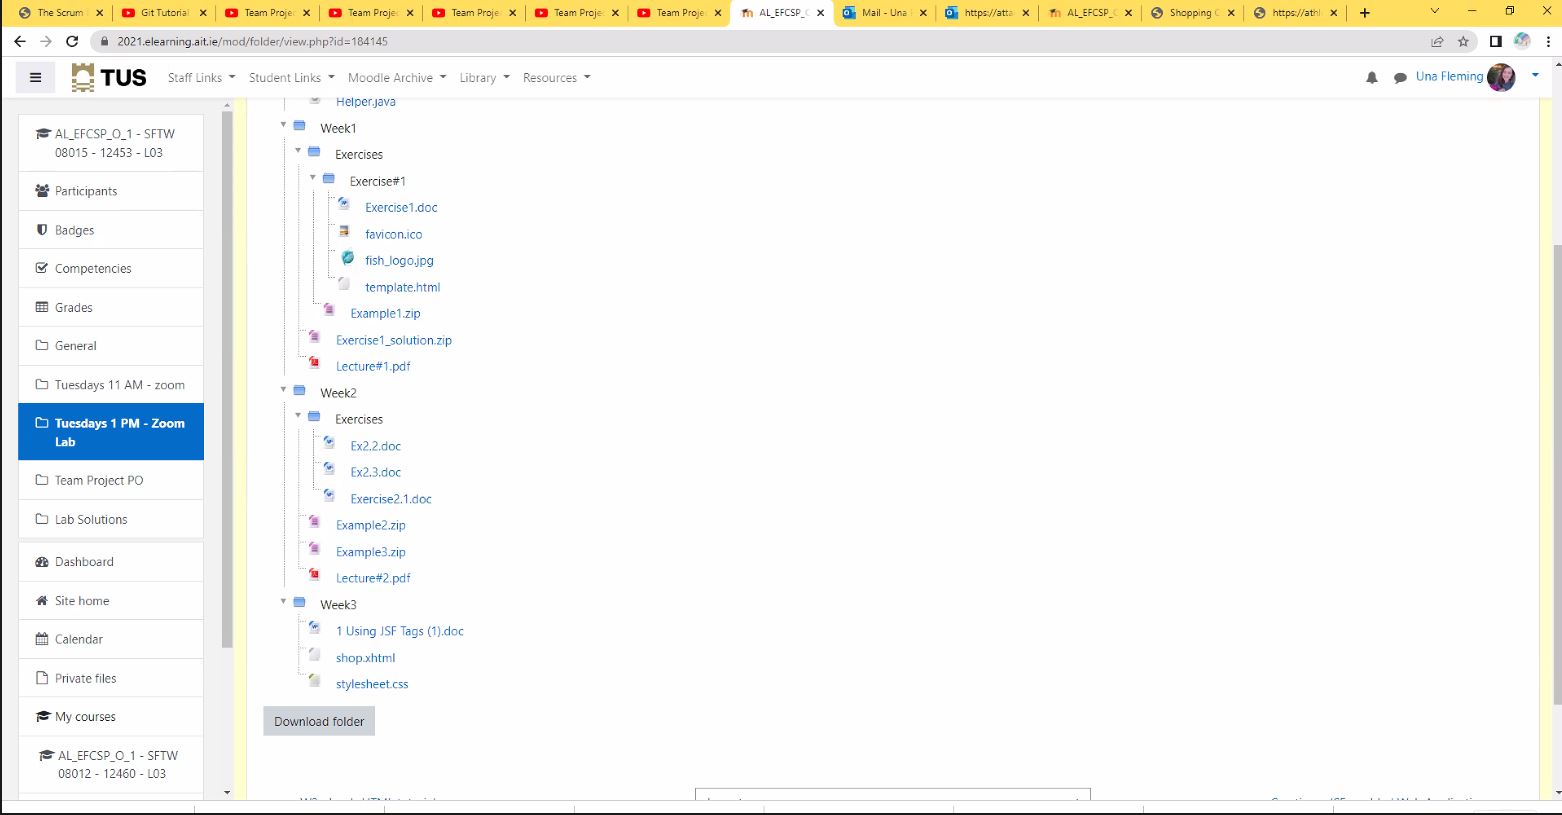 The Scrum
Git Tutorial
Team Proje
Team Proje
Team Proje
Team Proje
Team Proje
AL_EFCSP_O
Mail - Una
https://atta
AL_EFCSP_
Shopping
https://athl
2021.elearning.ait.ie/mod/folder/view.php?id=184145
TUS
Staff Links
Student Links
Moodle Archive
Library
Resources
Una Fleming
AL_EFCSP_O_1 - SFTW
08015 - 12453 - L03
Participants
Badges
Competencies
Grades
General
Tuesdays 11 AM - zoom
Tuesdays 1 PM - Zoom
Lab
Team Project PO
Lab Solutions
Dashboard
Site home
Calendar
Private files
My courses
AL_EFCSP_O_1 - SFTW
08012 - 12460 - L03
Helper.java
Week1
Exercises
Exercise#1
Exercise1.doc
favicon.ico
fish_logo.jpg
template.html
Example1.zip
Exercise1_solution.zip
Lecture#1.pdf
Week2
Exercises
Ex2.2.doc
Ex2.3.doc
Exercise2.1.doc
Example2.zip
Example3.zip
Lecture#2.pdf
Week3
1 Using JSF Tags (1).doc
shop.xhtml
stylesheet.css
Download folder